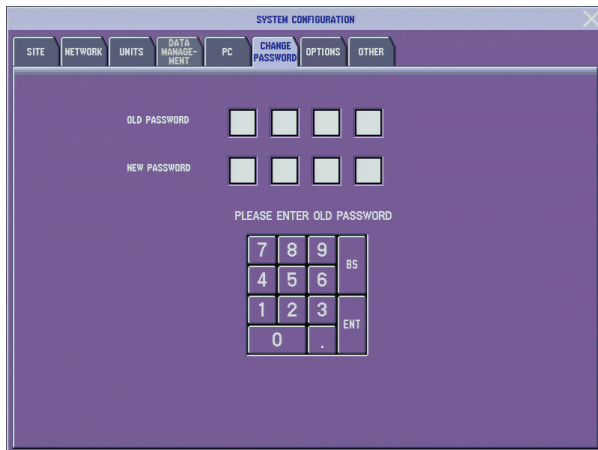 SYSTEM CONFIGURATION
SITE NETWORK UNITS DATA MANAGE- MENT PC CHANGE PASSWORD OPTIONS OTHER
OLD PASSWORD
NEW PASSWORD
PLEASE ENTER OLD PASSWORD
7 8 9 BS
4 5 6
1 2 3 ENT
0 .